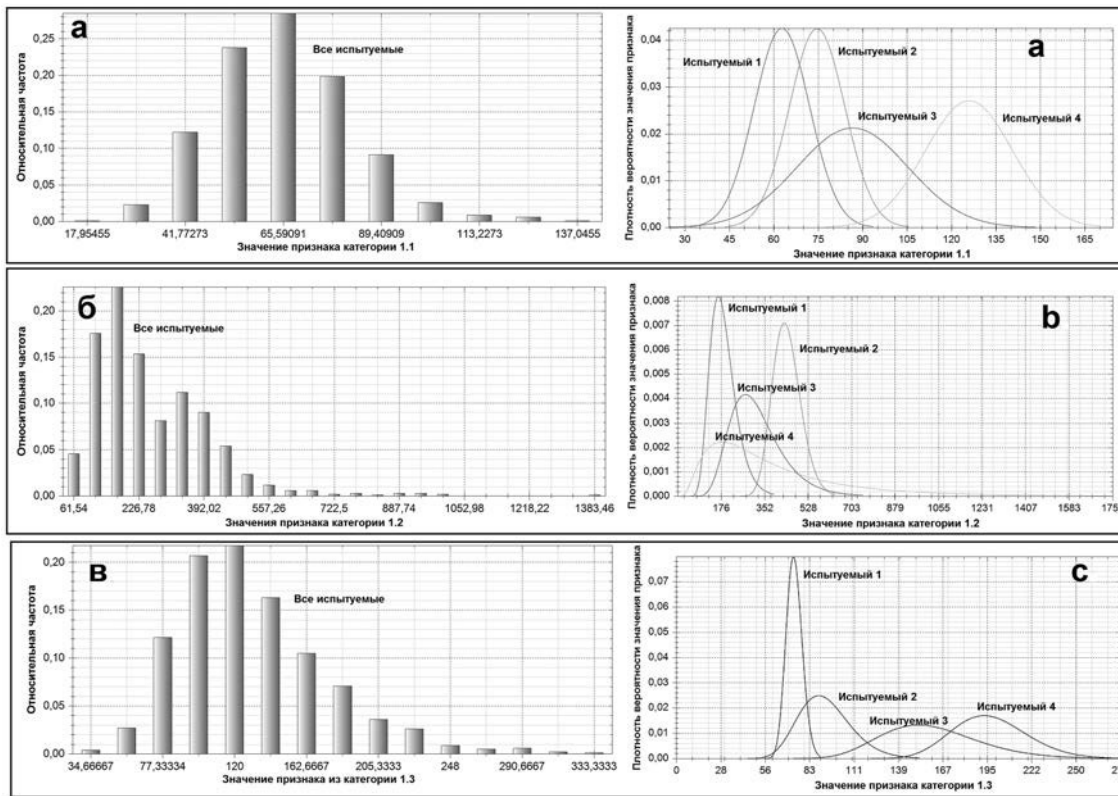 а
Относительная частота
0,25
0,20
0,15
0,10
0,05
0,00
Все испытуемые
17,95455 41,77273 65,59091 89,40909 113,2273 137,0455
Значение признака категории 1.1
а
Плотность вероятности значения признака
0,04
0,03
0,02
0,01
0,00
Испытуемый 1
Испытуемый 2
Испытуемый 3
Испытуемый 4
30 45 60 75 90 105 120 135 150 165
Значение признака категории 1.1
б
Относительная частота
0,20
0,15
0,10
0,05
0,00
Все испытуемые
61,54 226,78 392,02 557,26 722,5 887,74 1052,98 1218,22 1383,46
Значения признака категории 1.2
b
Плотность вероятности значения признака
0,008
0,007
0,006
0,005
0,004
0,003
0,002
0,001
0,000
Испытуемый 1
Испытуемый 2
Испытуемый 3
Испытуемый 4
176 352 528 703 879 1055 1231 1407 1583 175
Значение признака категории 1.2
в
Относительная частота
0,20
0,15
0,10
0,05
0,00
Все испытуемые
34,66667 77,33334 120 162,6667 205,3333 248 290,6667 333,3333
Значение признака из категории 1.3
с
Плотность вероятности значения признака
0,07
0,06
0,05
0,04
0,03
0,02
0,01
0,00
Испытуемый 1
Испытуемый 2
Испытуемый 3
Испытуемый 4
0 28 56 83 111 139 167 195 223 250
Значение признака категории 1.3